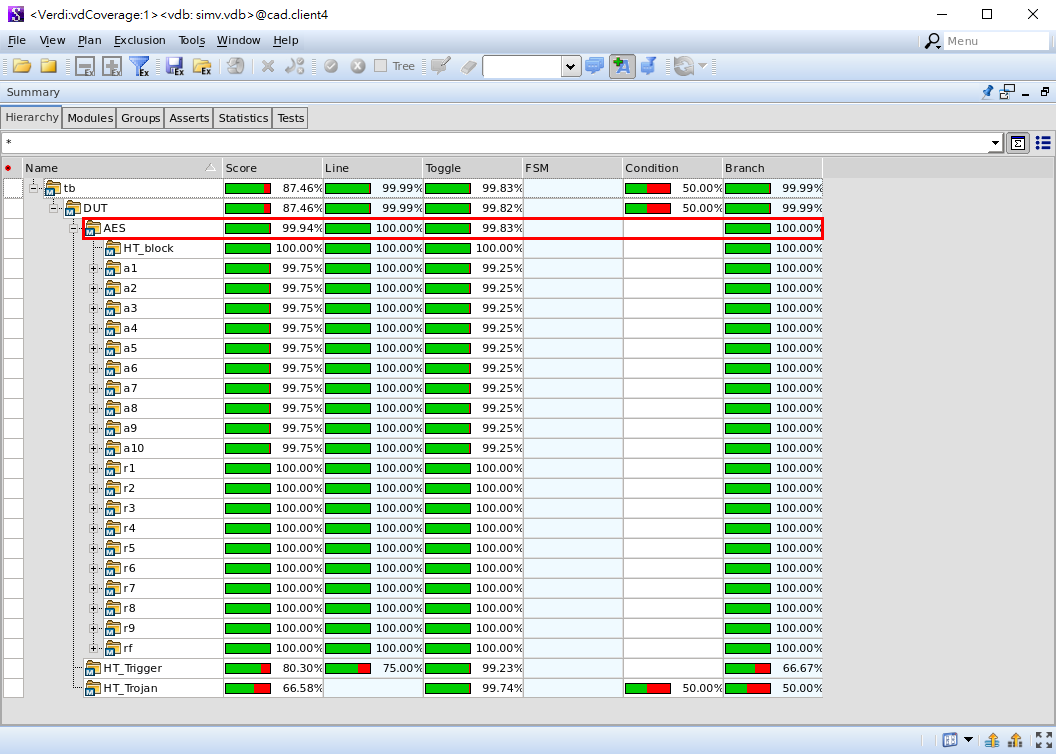 <Verdi:vdCoverage:1><vdb: simv.vdb>@cad.client4
File View Plan Exclusion Tools Window Help Menu
Ex Ex Ex Ex Ex Tree
Summary
Hierarchy Modules Groups Asserts Statistics Tests
*
Name Score Line Toggle FSM Condition Branch
tb 87.46% 99.99% 99.83% 50.00% 99.99%
DUT 87.46% 99.99% 99.82% 50.00% 99.99%
AES 99.94% 100.00% 99.83% 100.00%
HT_block 100.00% 100.00% 100.00% 100.00%
a1 99.75% 100.00% 99.25% 100.00%
a2 99.75% 100.00% 99.25% 100.00%
a3 99.75% 100.00% 99.25% 100.00%
a4 99.75% 100.00% 99.25% 100.00%
a5 99.75% 100.00% 99.25% 100.00%
a6 99.75% 100.00% 99.25% 100.00%
a7 99.75% 100.00% 99.25% 100.00%
a8 99.75% 100.00% 99.25% 100.00%
a9 99.75% 100.00% 99.25% 100.00%
a10 99.75% 100.00% 99.25% 100.00%
r1 100.00% 100.00% 100.00% 100.00%
r2 100.00% 100.00% 100.00% 100.00%
r3 100.00% 100.00% 100.00% 100.00%
r4 100.00% 100.00% 100.00% 100.00%
r5 100.00% 100.00% 100.00% 100.00%
r6 100.00% 100.00% 100.00% 100.00%
r7 100.00% 100.00% 100.00% 100.00%
r8 100.00% 100.00% 100.00% 100.00%
r9 100.00% 100.00% 100.00% 100.00%
rf 100.00% 100.00% 100.00% 100.00%
HT_Trigger 80.30% 75.00% 99.23% 66.67%
HT_Trojan 66.58% 99.74% 50.00% 50.00%